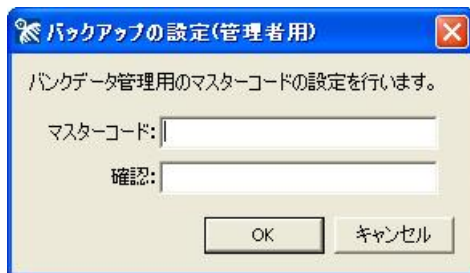 バックアップの設定(管理者用)
バンクデータ管理用のマスターコードの設定を行います。
マスターコード:
確認:
OK キャンセル